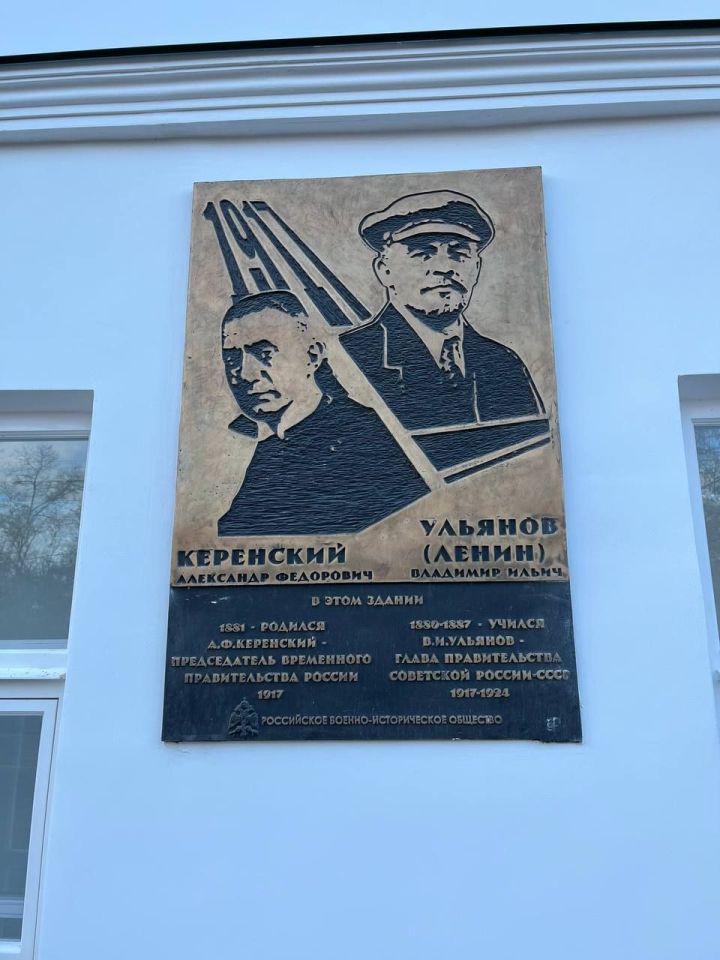 1917
КЕРЕНСКИЙ
АЛЕКСАНДР ФЕДОРОВИЧ
УЛЬЯНОВ
(ЛЕНИН)
ВЛАДИМИР ИЛЬИЧ
В ЭТОМ ЗДАНИИ
1881 - РОДИЛСЯ
А.Ф.КЕРЕНСКИЙ -
ПРЕДСЕДАТЕЛЬ ВРЕМЕННОГО
ПРАВИТЕЛЬСТВА РОССИИ
1917
1880-1887 - УЧИЛСЯ
В.И.УЛЬЯНОВ -
ГЛАВА ПРАВИТЕЛЬСТВА
СОВЕТСКОЙ РОССИИ-СССР
1917-1924
РОССИЙСКОЕ ВОЕННО-ИСТОРИЧЕСКОЕ ОБЩЕСТВО